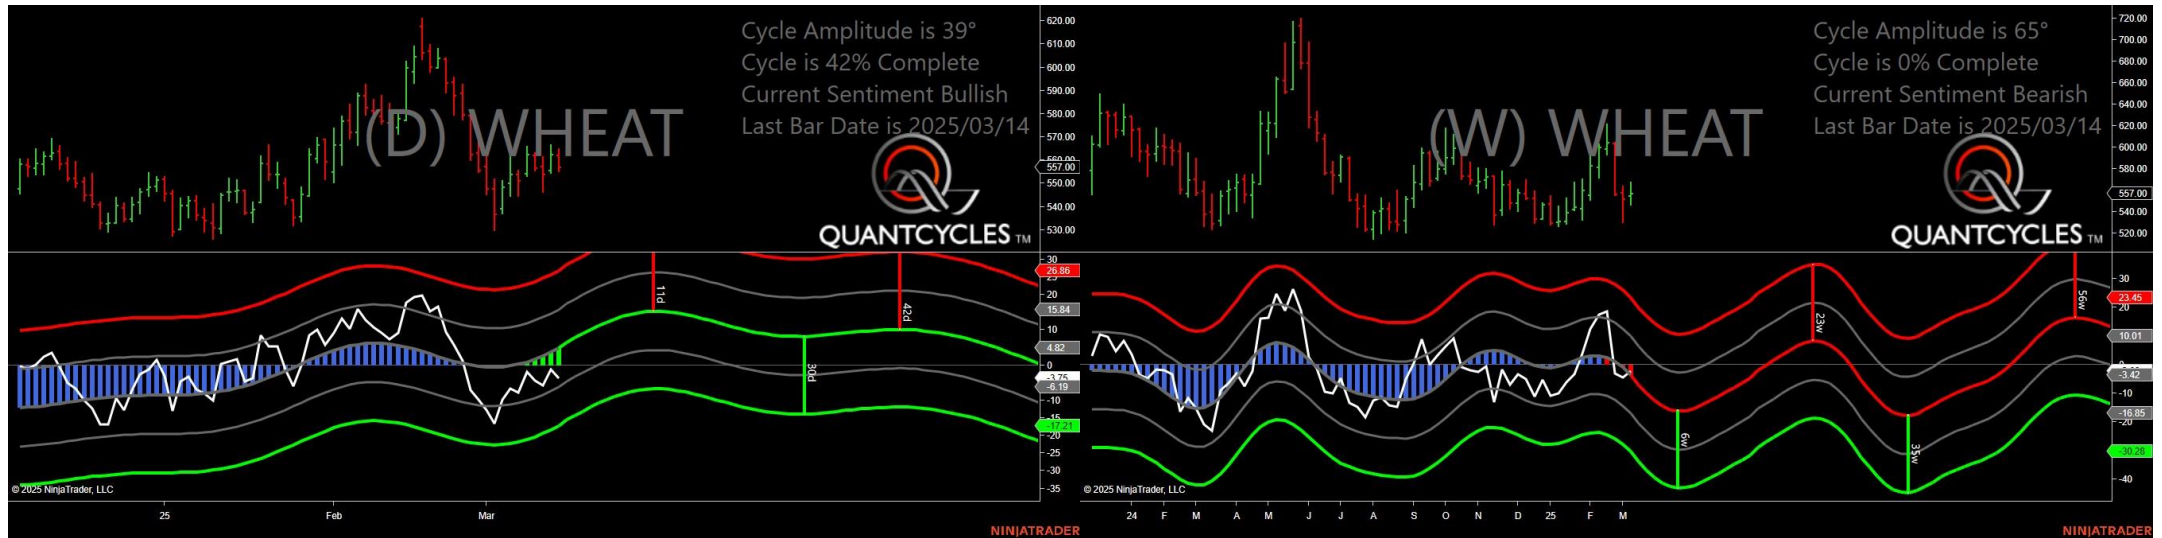 Cycle Amplitude is 39°
Cycle is 42% Complete
Current Sentiment Bullish
Last Bar Date is 2025/03/14
(D) WHEAT
QUANTCYCLES TM
620.00
610.00
600.00
590.00
580.00
570.00
560.00
557.00
550.00
540.00
530.00
30
26.86
20
15.84
10
4.82
0
-3.75
-6.19
-10
-15
-17.21
-20
-25
-30
-35
11d
30d
42d
© 2025 NinjaTrader, LLC
25
Feb
Mar
NINJATRADER
Cycle Amplitude is 65°
Cycle is 0% Complete
Current Sentiment Bearish
Last Bar Date is 2025/03/14
(W) WHEAT
QUANTCYCLES TM
720.00
700.00
680.00
660.00
640.00
620.00
600.00
580.00
557.00
540.00
520.00
30
23.45
10.01
0
-3.42
-10
-16.85
-20
-30.28
-40
6w
23w
35w
56w
© 2025 NinjaTrader, LLC
24
F
M
A
M
J
J
A
S
O
N
D
25
F
M
NINJATRADER